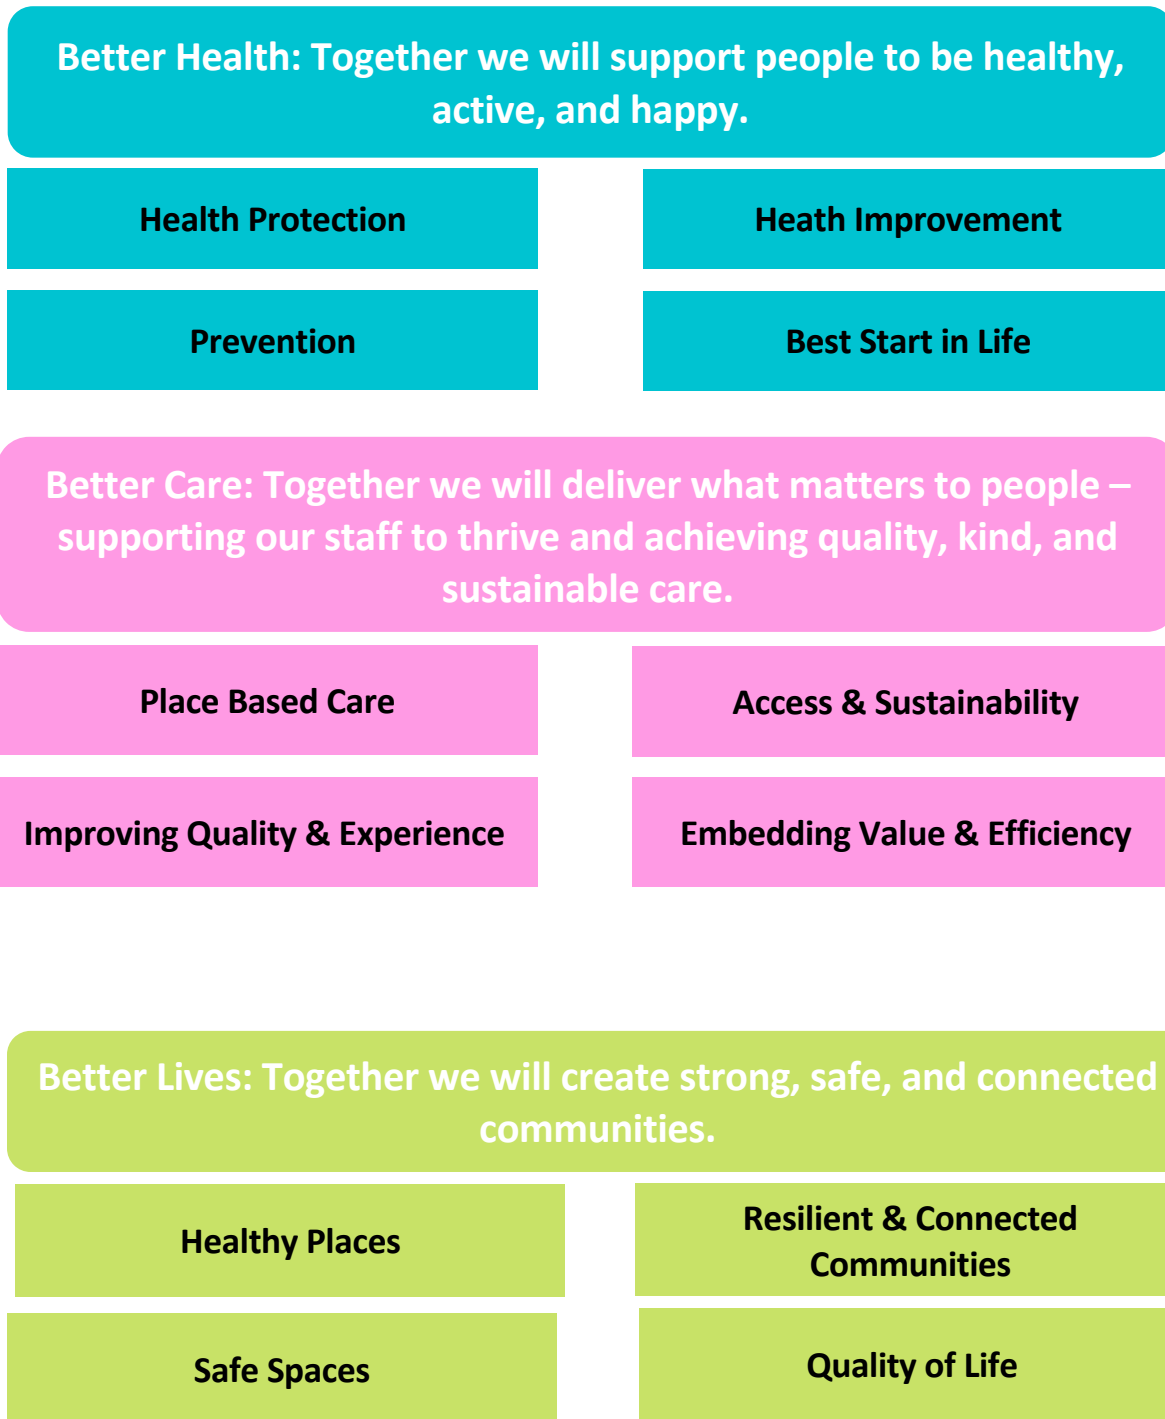 Better Health: Together we will support people to be healthy,
active, and happy.
Health Protection
Heath Improvement
Prevention
Best Start in Life
Better Care: Together we will deliver what matters to people –
supporting our staff to thrive and achieving quality, kind, and
sustainable care.
Place Based Care
Access & Sustainability
Improving Quality & Experience
Embedding Value & Efficiency
Better Lives: Together we will create strong, safe, and connected
communities.
Healthy Places
Resilient & Connected
Communities
Safe Spaces
Quality of Life